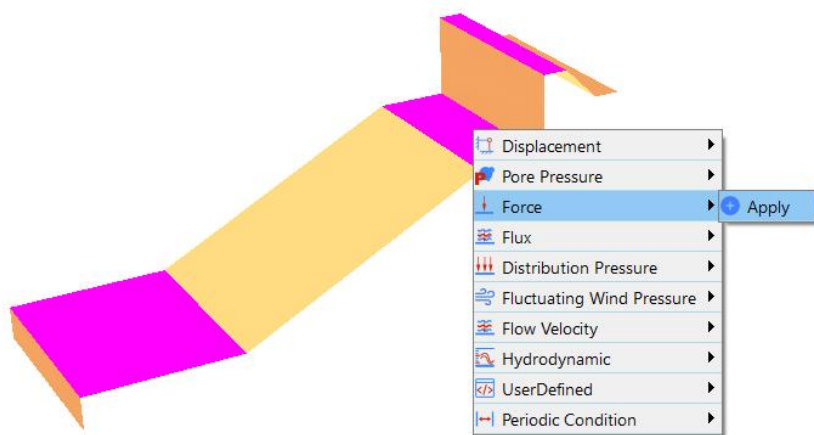 Displacement
Pore Pressure
Force
Apply
Flux
Distribution Pressure
Fluctuating Wind Pressure
Flow Velocity
Hydrodynamic
UserDefined
Periodic Condition